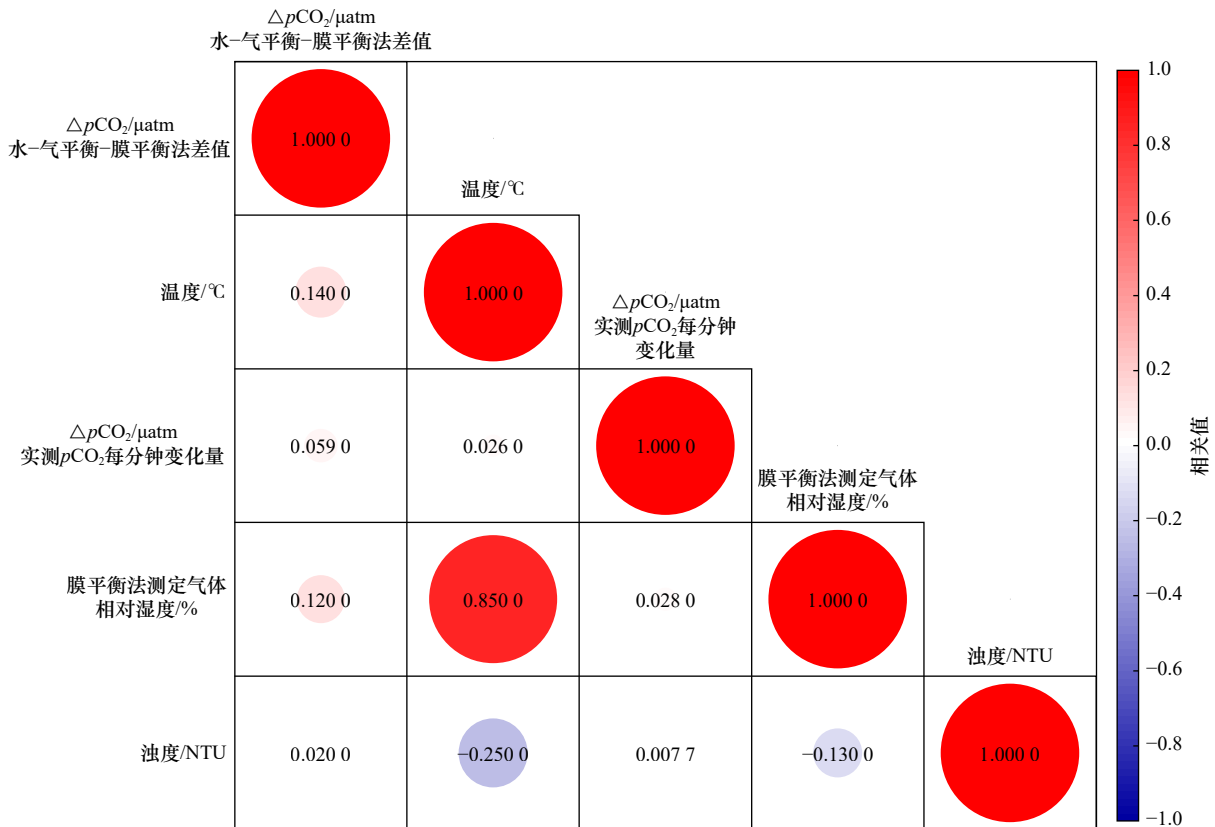 △pCO₂/μatm
水−气平衡−膜平衡法差值
1.0
△pCO₂/μatm
水−气平衡−膜平衡法差值
1.000 0
0.8
温度/℃
0.6
温度/℃
0.140 0
1.000 0
△pCO₂/μatm
实测pCO₂每分钟
变化量
0.4
0.2
△pCO₂/μatm
实测pCO₂每分钟变化量
0.059 0
0.026 0
1.000 0
0.0
相关值
膜平衡法测定气体
相对湿度/%
−0.2
膜平衡法测定气体
相对湿度/%
0.120 0
0.850 0
0.028 0
1.000 0
−0.4
浊度/NTU
−0.6
浊度/NTU
0.020 0
−0.250 0
0.007 7
−0.130 0
1.000 0
−0.8
−1.0